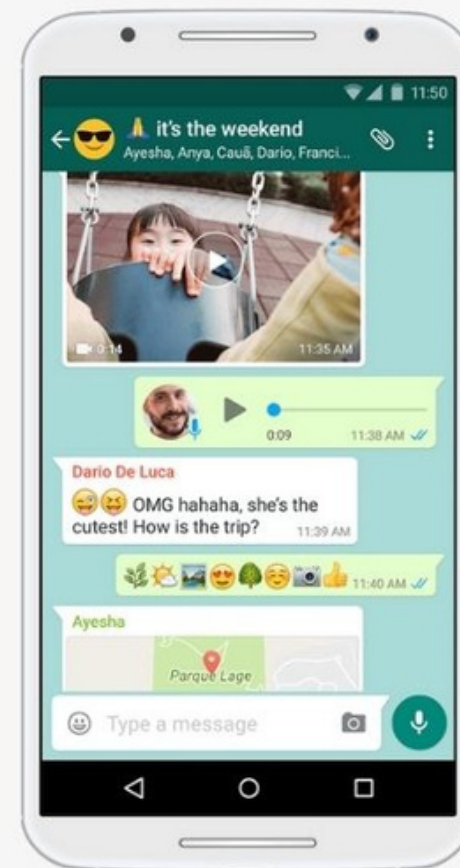 11:50
🙏 it's the weekend
Ayesha, Anya, Cauã, Dario, Franci...
0:14 11:35 AM
0:09 11:38 AM
Dario De Luca
😜😝 OMG hahaha, she's the
cutest! How is the trip? 11:39 AM
🌿🌤️🏞️😍🌳☺️📷👍 11:40 AM
Ayesha
Parque Lage
Type a message